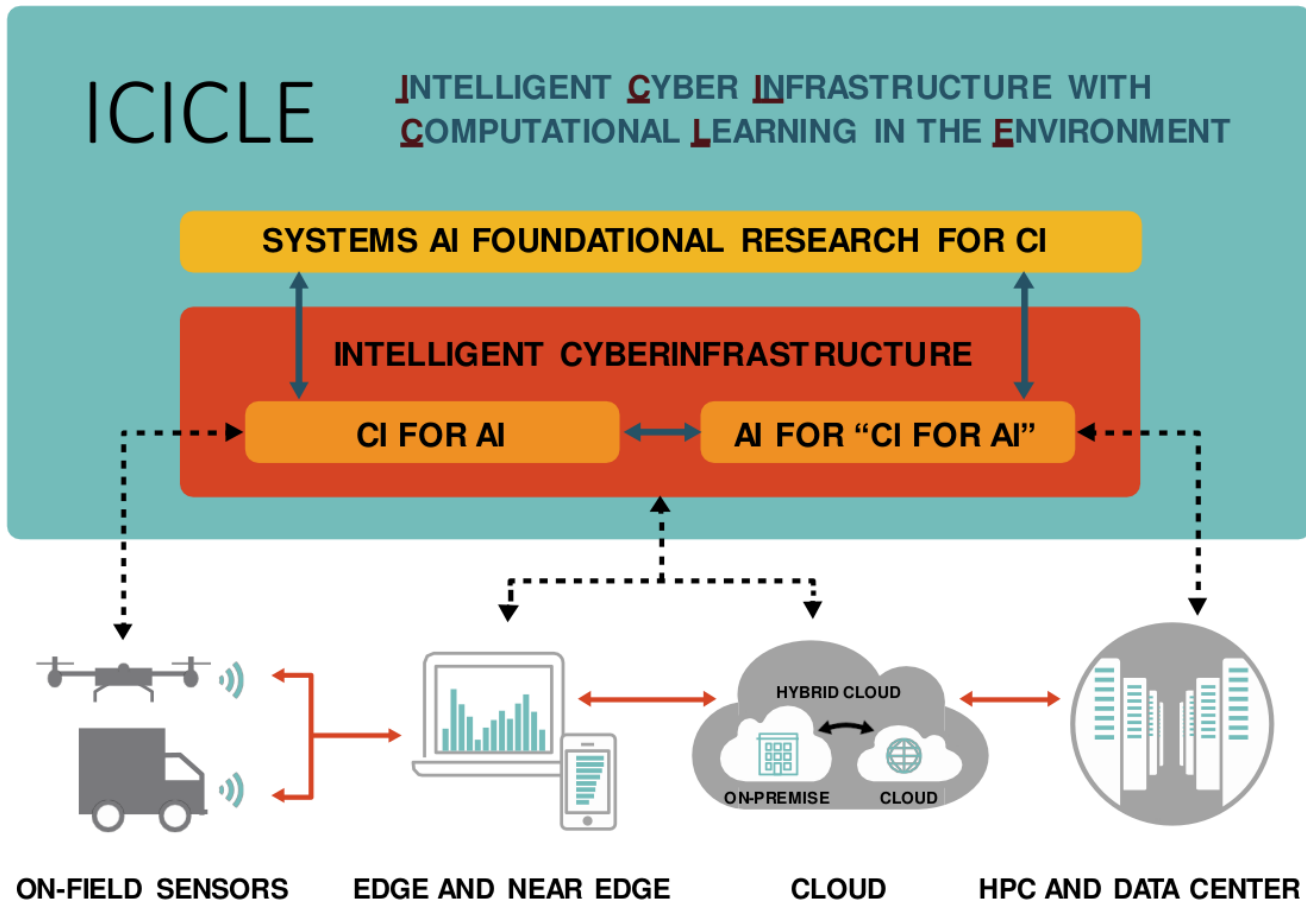 ICICLE
INTELLIGENT CYBER INFRASTRUCTURE WITH
COMPUTATIONAL LEARNING IN THE ENVIRONMENT
SYSTEMS AI FOUNDATIONAL RESEARCH FOR CI
INTELLIGENT CYBERINFRASTRUCTURE
CI FOR AI
AI FOR “CI FOR AI”
HYBRID CLOUD
ON-PREMISE
CLOUD
ON-FIELD SENSORS
EDGE AND NEAR EDGE
CLOUD
HPC AND DATA CENTER